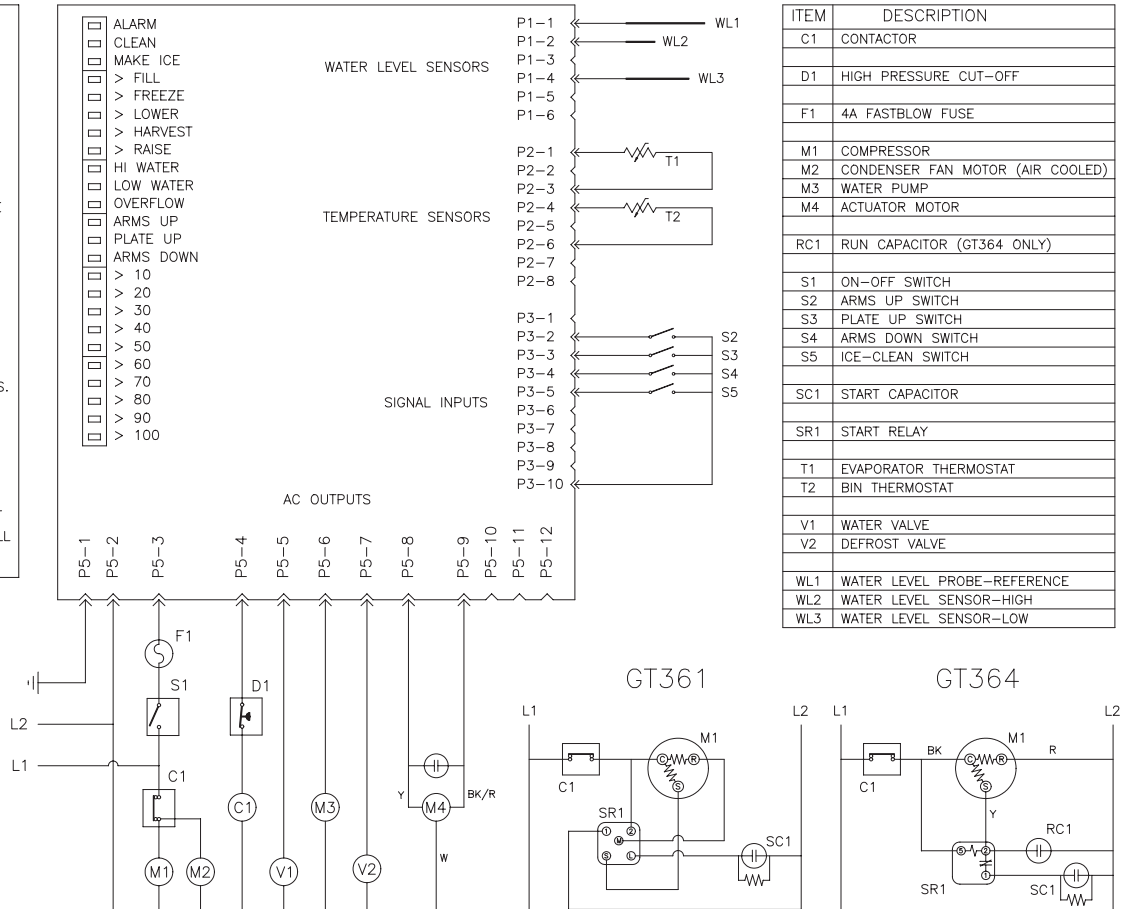 ALARM
CLEAN
MAKE ICE
> FILL
> FREEZE
> LOWER
> HARVEST
> RAISE
HI WATER
LOW WATER
OVERFLOW
ARMS UP
PLATE UP
ARMS DOWN
> 10
> 20
> 30
> 40
> 50
> 60
> 70
> 80
> 90
> 100
S.
WATER LEVEL SENSORS
P1-1
P1-2
P1-3
P1-4
P1-5
P1-6
WL1
WL2
WL3
TEMPERATURE SENSORS
P2-1
P2-2
P2-3
P2-4
P2-5
P2-6
P2-7
P2-8
T1
T2
SIGNAL INPUTS
P3-1
P3-2
P3-3
P3-4
P3-5
P3-6
P3-7
P3-8
P3-9
P3-10
S2
S3
S4
S5
AC OUTPUTS
P5-1
P5-2
P5-3
P5-4
P5-5
P5-6
P5-7
P5-8
P5-9
P5-10
P5-11
P5-12
F1
S1
D1
L2
L1
C1
C1
M3
Y
M4
BK/R
W
M1
M2
V1
V2
ITEM DESCRIPTION
C1 CONTACTOR
D1 HIGH PRESSURE CUT-OFF
F1 4A FASTBLOW FUSE
M1 COMPRESSOR
M2 CONDENSER FAN MOTOR (AIR COOLED)
M3 WATER PUMP
M4 ACTUATOR MOTOR
RC1 RUN CAPACITOR (GT364 ONLY)
S1 ON-OFF SWITCH
S2 ARMS UP SWITCH
S3 PLATE UP SWITCH
S4 ARMS DOWN SWITCH
S5 ICE-CLEAN SWITCH
SC1 START CAPACITOR
SR1 START RELAY
T1 EVAPORATOR THERMOSTAT
T2 BIN THERMOSTAT
V1 WATER VALVE
V2 DEFROST VALVE
WL1 WATER LEVEL PROBE-REFERENCE
WL2 WATER LEVEL SENSOR-HIGH
WL3 WATER LEVEL SENSOR-LOW
GT361
L1
L2
M1
C R
S
C1
SR1
1 2
M
S L
SC1
GT364
L1
L2
BK
M1
R
C R
S
C1
Y
RC1
5 2
1
SR1
SC1